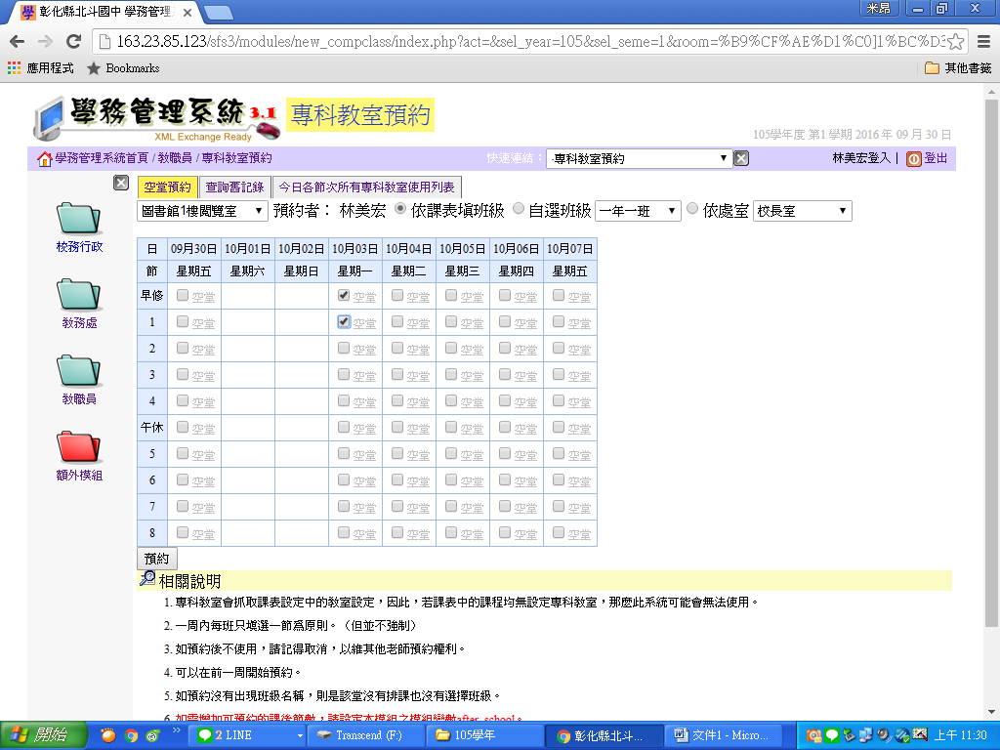 彰化縣北斗國中 學務管理
米昴
163.23.85.123/sfs3/modules/new_compclass/index.php?act=&sel_year=105&sel_seme=1&room=%B9%CF%AE%D1%C0]1%BC%D
應用程式 Bookmarks 其他書籤
學務管理系統 3.1 專科教室預約
XML Exchange Ready
105學年度 第1 學期 2016 年 09 月 30 日
學務管理系統首頁 / 教職員 / 專科教室預約 快速連結： ·專科教室預約 林美宏登入 | 登出
空堂預約 查詢舊記錄 今日各節次所有專科教室使用列表
圖書館1樓閱覽室 預約者： 林美宏 依課表填班級 自選班級 一年一班 依處室 校長室
校務行政
教務處
教職員
額外模組
日 09月30日 10月01日 10月02日 10月03日 10月04日 10月05日 10月06日 10月07日
節 星期五 星期六 星期日 星期一 星期二 星期三 星期四 星期五
早修 空堂 空堂 空堂 空堂 空堂 空堂
1 空堂 空堂 空堂 空堂 空堂 空堂
2 空堂 空堂 空堂 空堂 空堂 空堂
3 空堂 空堂 空堂 空堂 空堂 空堂
4 空堂 空堂 空堂 空堂 空堂 空堂
午休 空堂 空堂 空堂 空堂 空堂 空堂
5 空堂 空堂 空堂 空堂 空堂 空堂
6 空堂 空堂 空堂 空堂 空堂 空堂
7 空堂 空堂 空堂 空堂 空堂 空堂
8 空堂 空堂 空堂 空堂 空堂 空堂
預約
相關說明
1. 專科教室會抓取課表設定中的教室設定，因此，若課表中的課程均無設定專科教室，那麼此系統可能會無法使用。
2. 一周內每班只填選一節為原則。（但並不強制）
3. 如預約後不使用，請記得取消，以維其他老師預約權利。
4. 可以在前一周開始預約。
5. 如預約沒有出現班級名稱，則是該堂沒有排課也沒有選擇班級。
6. 如需增加可預約的課後節數，請設定本模組之模組變數after_school。
開始 2 LINE Transcend (F:) 105學年 彰化縣北斗... 文件1 - Micro... 上午 11:30